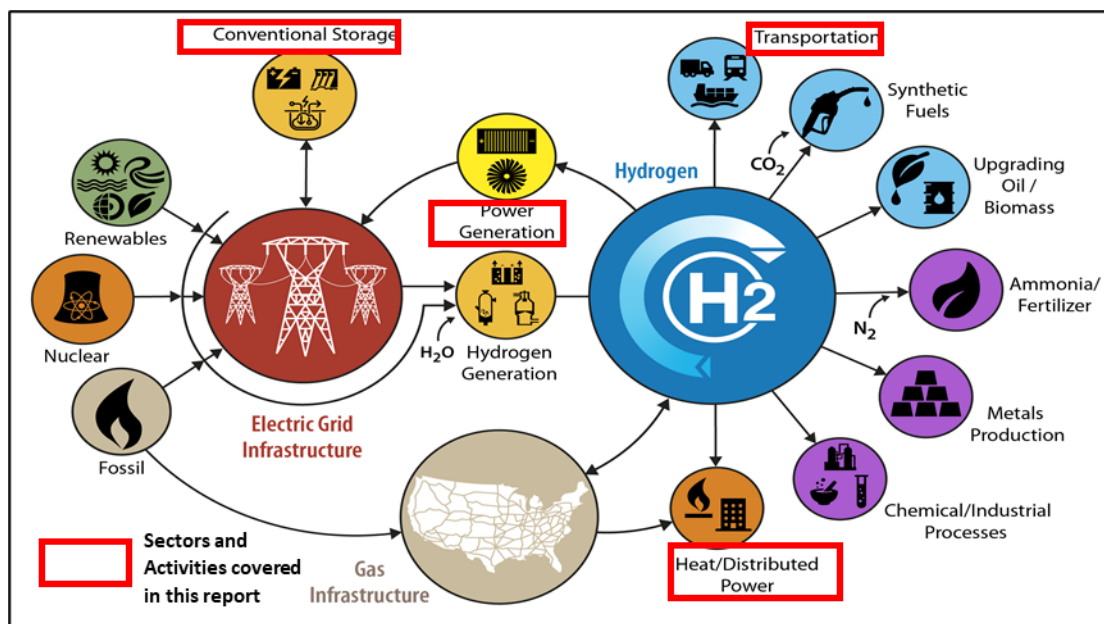 Conventional Storage
Transportation
Synthetic
Fuels
CO2
Hydrogen
Upgrading
Oil /
Biomass
Renewables
Power
Generation
H2
Ammonia/
Fertilizer
N2
Nuclear
H2O
Hydrogen
Generation
Electric Grid
Infrastructure
Metals
Production
Fossil
Chemical/Industrial
Processes
Sectors and
Activities covered
in this report
Gas
Infrastructure
Heat/Distributed
Power